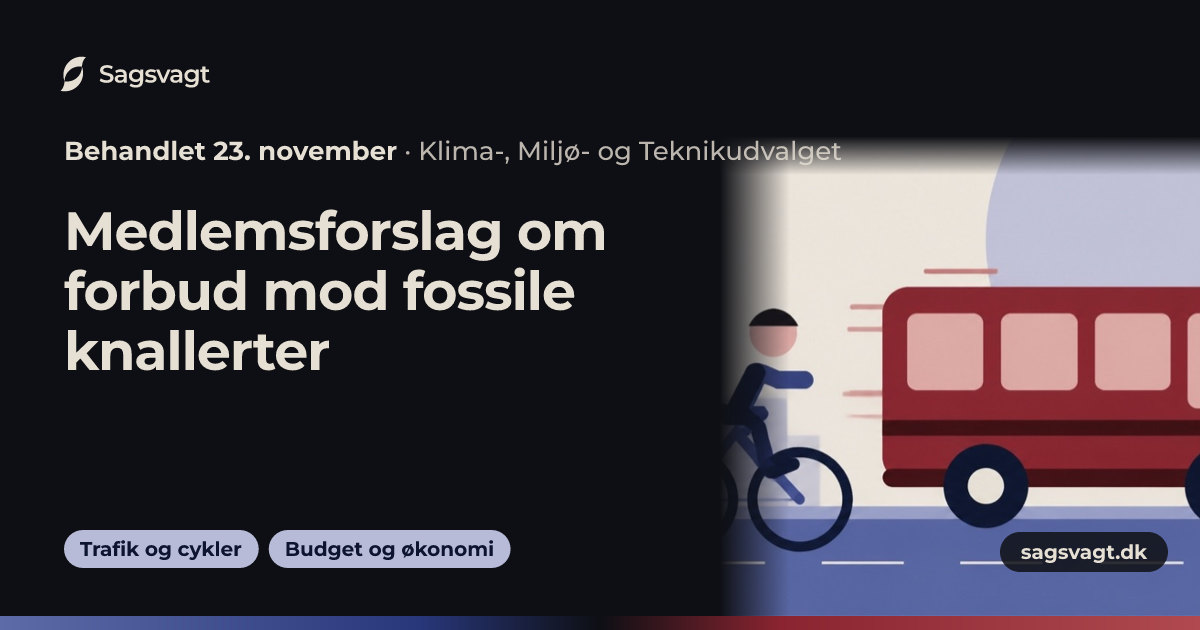 Sagsvagt
Behandlet 23. november · Klima-, Miljø- og Teknikudvalget
Medlemsforslag om
forbud mod fossile
knallerter
Trafik og cykler
Budget og økonomi
sagsvagt.dk